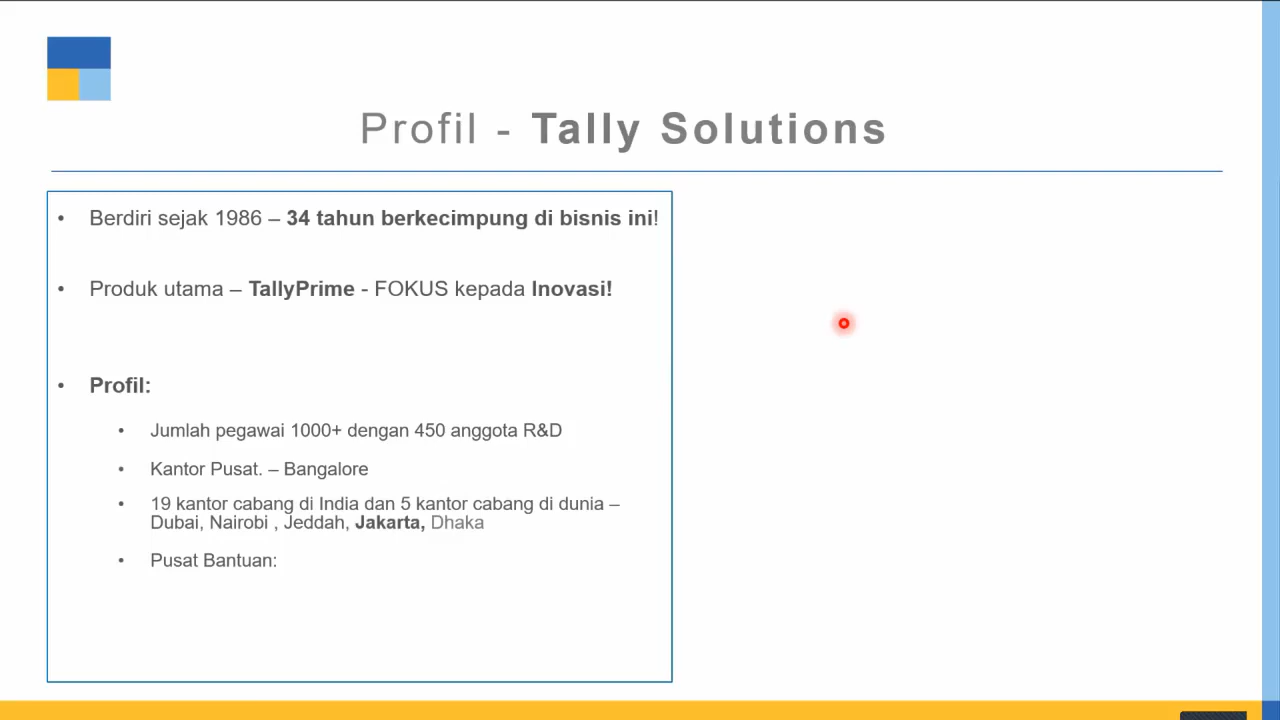 Profil - Tally Solutions
• Berdiri sejak 1986 – 34 tahun berkecimpung di bisnis ini!
• Produk utama – TallyPrime - FOKUS kepada Inovasi!
• Profil:
• Jumlah pegawai 1000+ dengan 450 anggota R&D
• Kantor Pusat. – Bangalore
• 19 kantor cabang di India dan 5 kantor cabang di dunia –
Dubai, Nairobi , Jeddah, Jakarta, Dhaka
• Pusat Bantuan: